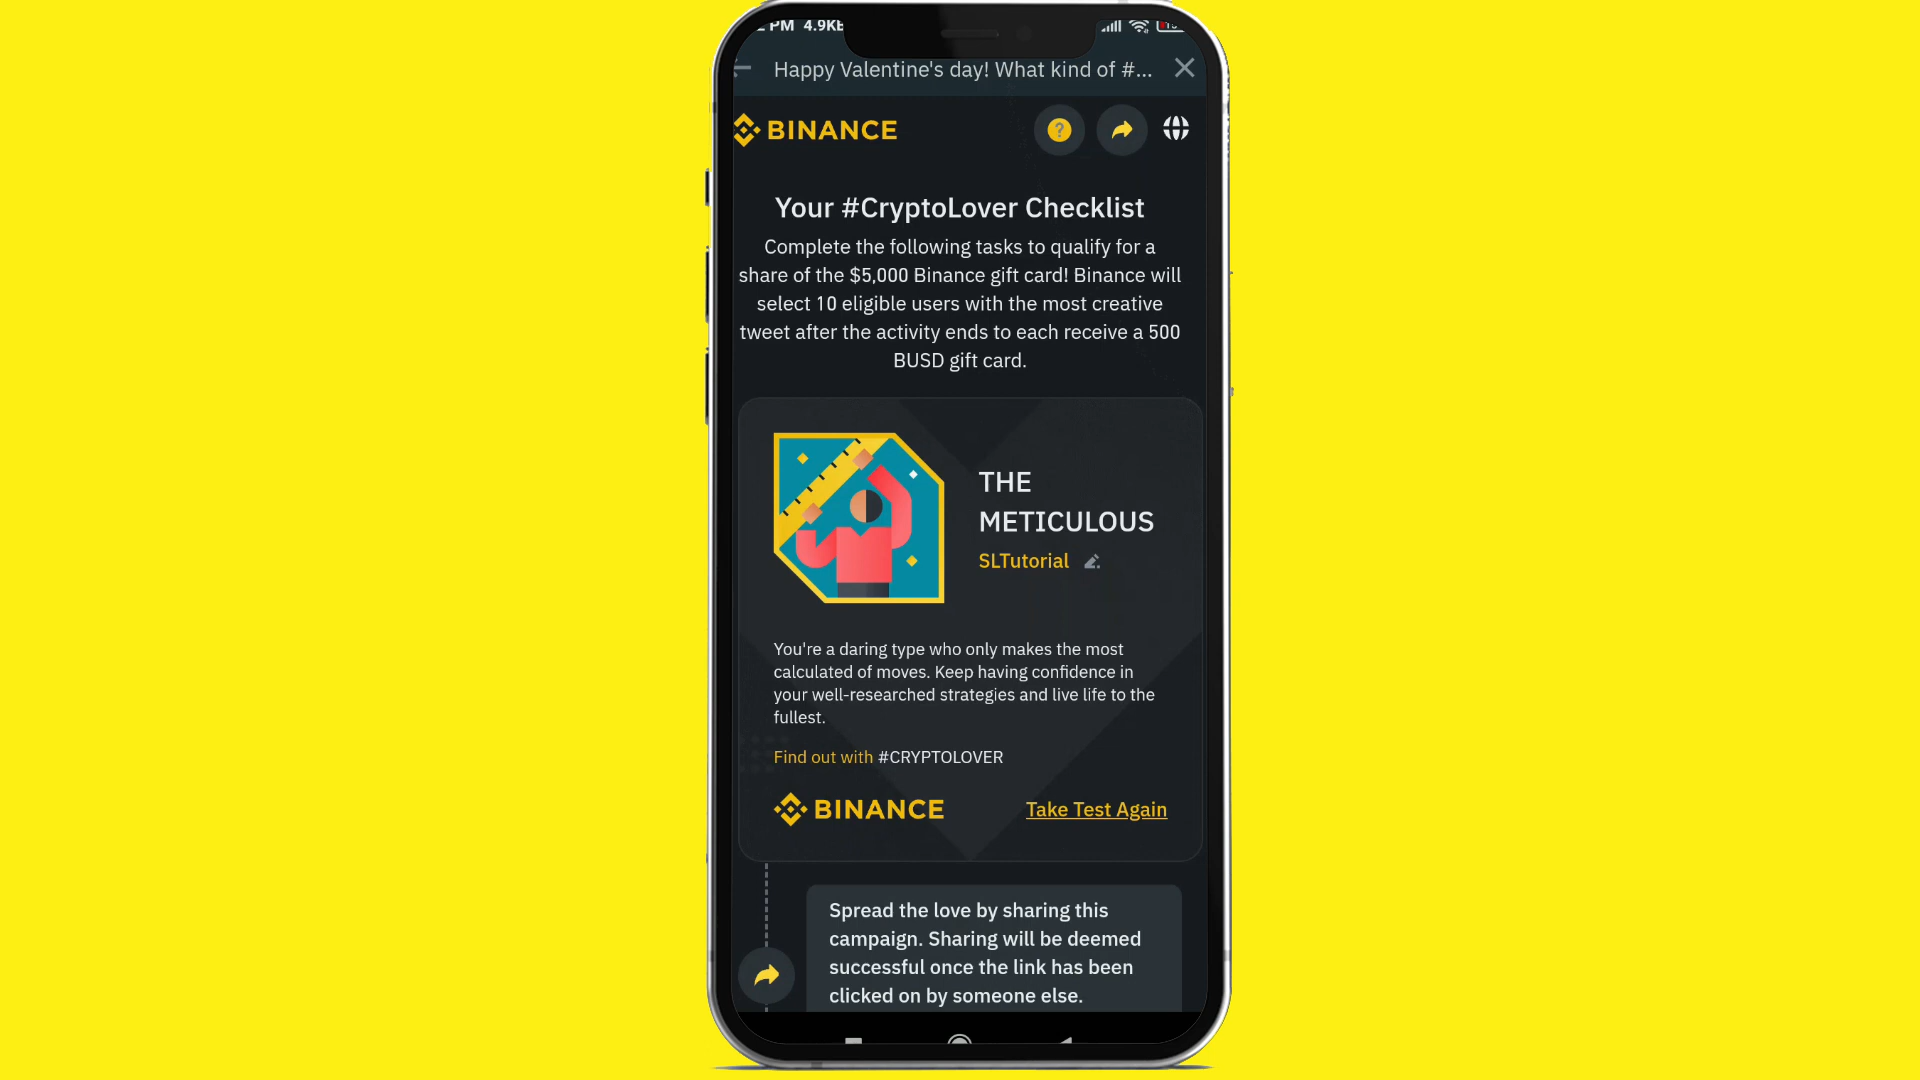 PM 4.9KB
Happy Valentine's day! What kind of #...
BINANCE
?
Your #CryptoLover Checklist
Complete the following tasks to qualify for a
share of the $5,000 Binance gift card! Binance will
select 10 eligible users with the most creative
tweet after the activity ends to each receive a 500
BUSD gift card.
THE
METICULOUS
SLTutorial
You're a daring type who only makes the most
calculated of moves. Keep having confidence in
your well-researched strategies and live life to the
fullest.
Find out with #CRYPTOLOVER
BINANCE
Take Test Again
Spread the love by sharing this
campaign. Sharing will be deemed
successful once the link has been
clicked on by someone else.